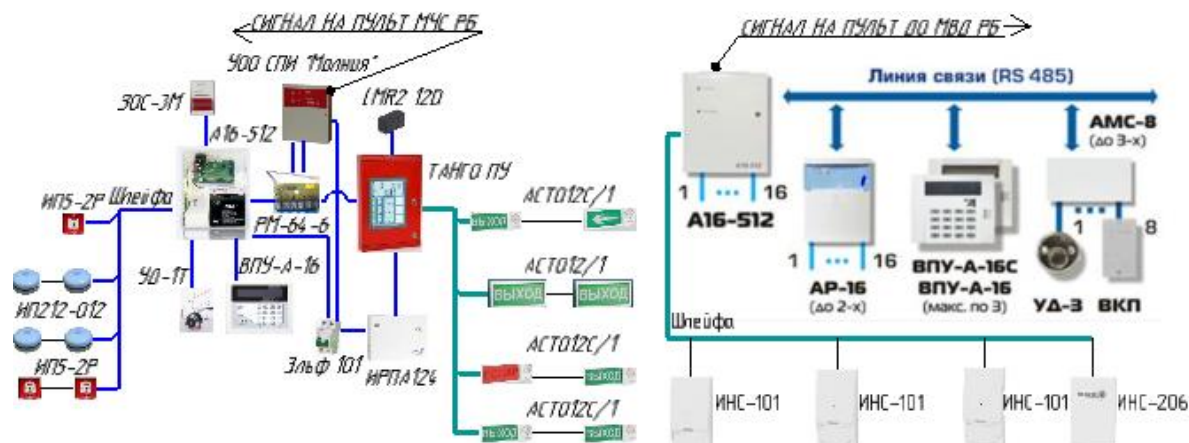 СИГНАЛ НА ПУЛЬТ МЧС РБ
УОО СПИ "Молния"
ЭОС-3М
LMR2 12D
А16-512
ТАНГО ПУ
ИП5-2Р
Шлейфа
РМ-64-6
АСТО12С/1
УД-1Т
ВПУ-А-16
АСТО12/1
ВЫХОД
ВЫХОД
ВЫХОД
ИП212-012
ИП5-2Р
Эльф 101
ИРПА124
АСТО12С/1
ВЫХОД
АСТО12С/1
ВЫХОД
ВЫХОД
СИГНАЛ НА ПУЛЬТ ДО МВД РБ
Линия связи (RS 485)
АМС-8
(до 3-х)
1 ... 16
А16-512
1 ... 16
АР-16
(до 2-х)
ВПУ-А-16С
ВПУ-А-16
(макс. по 3)
1 ... 8
УД-3
ВКП
Шлейфа
ИНС-101
ИНС-101
ИНС-101
ИНС-206